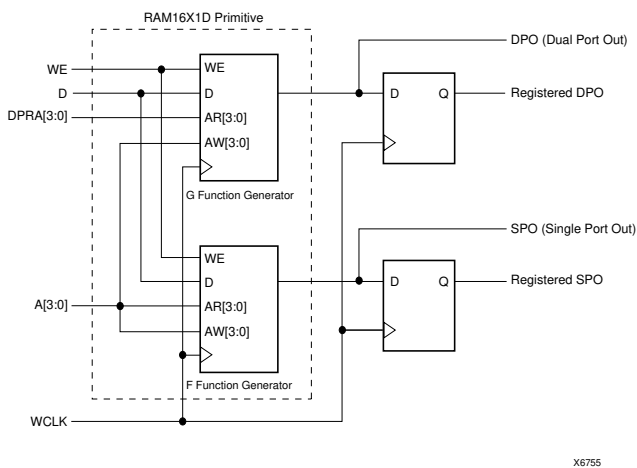 RAM16X1D Primitive
WE
D
DPRA[3:0]
WE
D
AR[3:0]
AW[3:0]
G Function Generator
DPO (Dual Port Out)
D Q
Registered DPO
A[3:0]
WE
D
AR[3:0]
AW[3:0]
F Function Generator
SPO (Single Port Out)
D Q
Registered SPO
WCLK
X6755